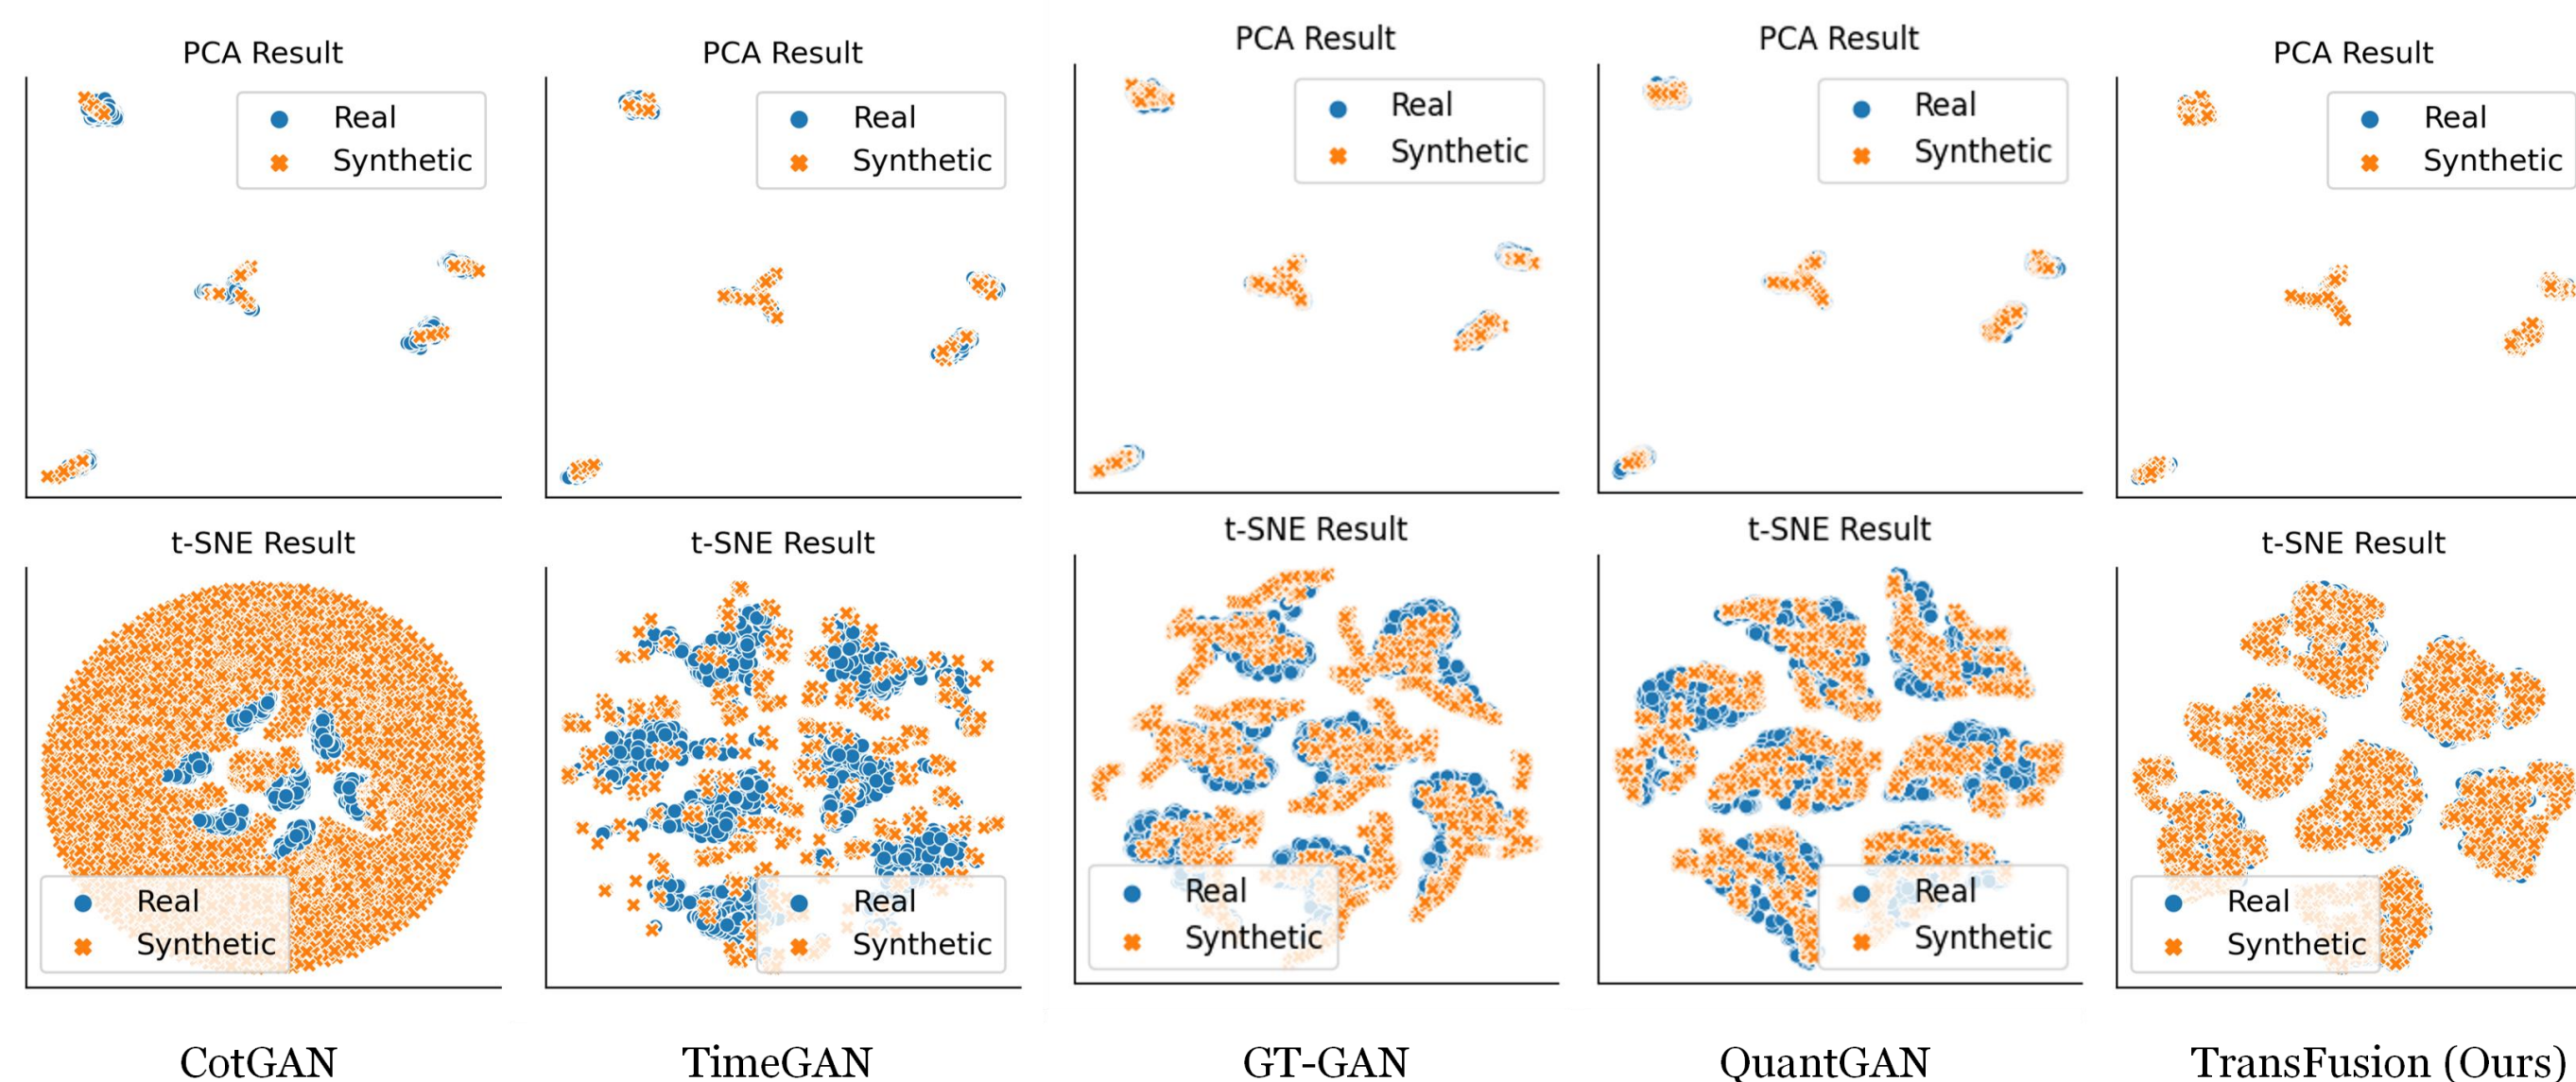 PCA Result
Real
Synthetic
PCA Result
Real
Synthetic
PCA Result
Real
Synthetic
PCA Result
Real
Synthetic
PCA Result
Real
Synthetic
t-SNE Result
Real
Synthetic
t-SNE Result
Real
Synthetic
t-SNE Result
Real
Synthetic
t-SNE Result
Real
Synthetic
t-SNE Result
Real
Synthetic
CotGAN
TimeGAN
GT-GAN
QuantGAN
TransFusion (Ours)